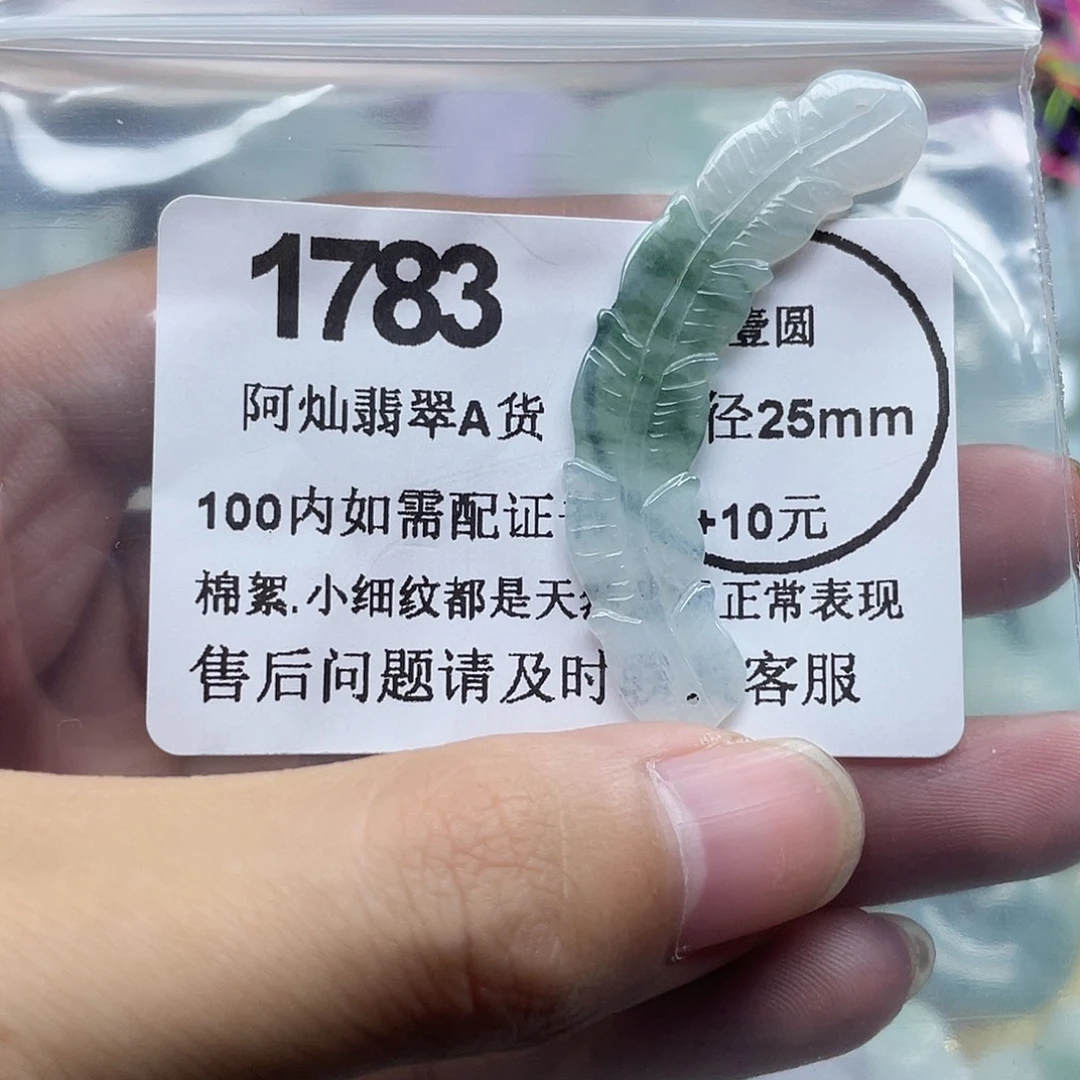 1783
壹圆
阿灿翡翠A货 径25mm
100内如需配证 +10元
棉絮.小细纹都是天 正常表现
售后问题请及时 客服